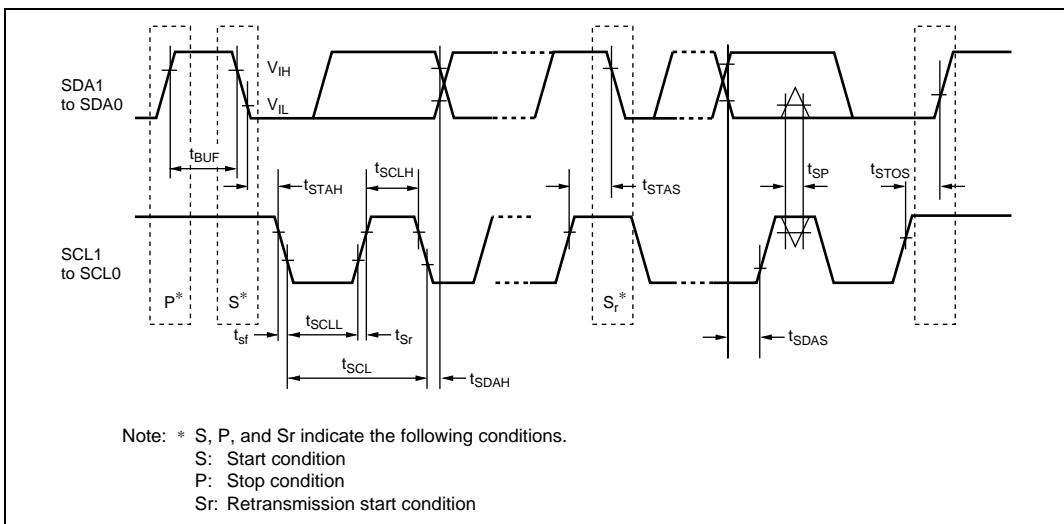 SDA1
to SDA0
V_IH
V_IL
t_BUF
t_STAH
t_SCLH
t_STAS
t_SP
t_STOS
SCL1
to SCL0
P*
S*
S_r*
t_sf
t_SCLL
t_Sr
t_SCL
t_SDAH
t_SDAS
Note: * S, P, and Sr indicate the following conditions.
S: Start condition
P: Stop condition
Sr: Retransmission start condition